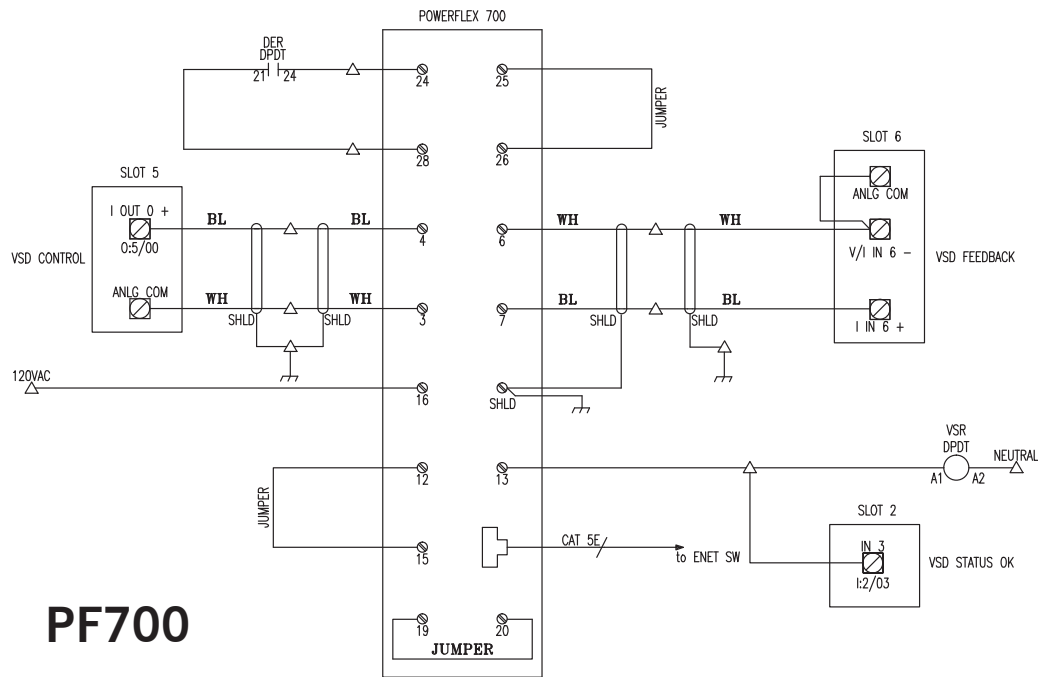 POWERFLEX 700
DER
DPDT
21 24
24
25
JUMPER
28
26
SLOT 5
SLOT 6
I OUT 0 +
O:5/00
BL
BL
4
WH
WH
6
ANLG COM
V/I IN 6 -
VSD CONTROL
VSD FEEDBACK
ANLG COM
WH
WH
3
BL
BL
7
I IN 6 +
SHLD
SHLD
SHLD
SHLD
120VAC
16
SHLD
12
13
VSR
DPDT
A1 A2
NEUTRAL
JUMPER
SLOT 2
15
CAT 5E
to ENET SW
IN 3
I:2/03
VSD STATUS OK
19
20
JUMPER
PF700